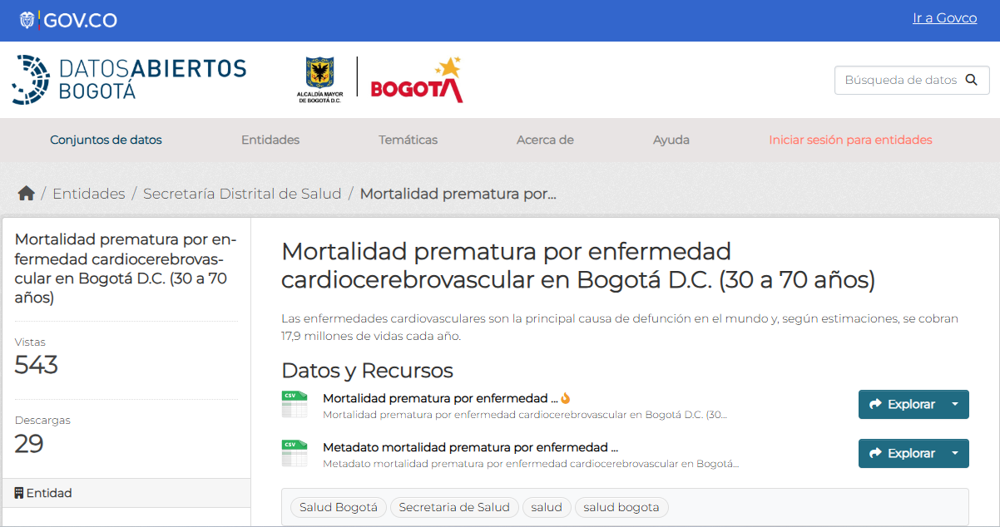 GOV.CO
Ir a Govco
DATOSABIERTOS
BOGOTÁ
ALCALDÍA MAYOR
DE BOGOTÁ D.C.
BOGOTÁ
Búsqueda de datos
Conjuntos de datos
Entidades
Temáticas
Acerca de
Ayuda
Iniciar sesión para entidades
/ Entidades / Secretaría Distrital de Salud / Mortalidad prematura por...
Mortalidad prematura por en-
fermedad cardiocerebrovas-
cular en Bogotá D.C. (30 a 70
años)
Vistas
543
Descargas
29
Entidad
Mortalidad prematura por enfermedad
cardiocerebrovascular en Bogotá D.C. (30 a 70 años)
Las enfermedades cardiovasculares son la principal causa de defunción en el mundo y, según estimaciones, se cobran
17,9 millones de vidas cada año.
Datos y Recursos
CSV
Mortalidad prematura por enfermedad ...
Mortalidad prematura por enfermedad cardiocerebrovascular en Bogotá D.C. (30...
Explorar
CSV
Metadato mortalidad prematura por enfermedad ...
Metadato mortalidad prematura por enfermedad cardiocerebrovascular en Bogotá...
Explorar
Salud Bogotá
Secretaria de Salud
salud
salud bogota